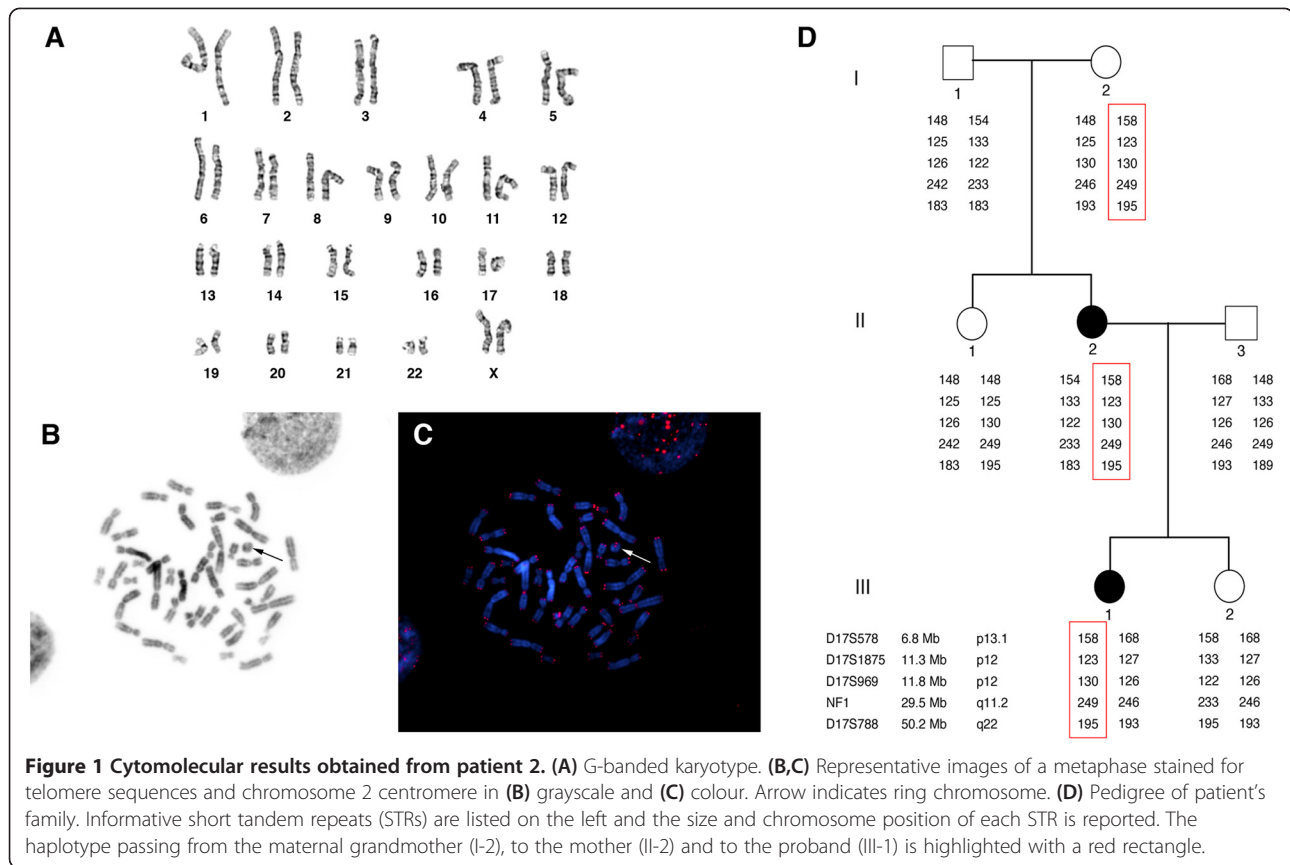 A
1 2 3 4 5
6 7 8 9 10 11 12
13 14 15 16 17 18
19 20 21 22 X
B
C
D
I
1 2
148 154 148 158
125 133 125 123
126 122 130 130
242 233 246 249
183 183 193 195
II
1 2 3
148 148 154 158 168 148
125 125 133 123 127 133
126 130 122 130 126 126
242 249 233 249 246 249
183 195 183 195 193 189
III
1 2
D17S578 6.8 Mb p13.1 158 168 158 168
D17S1875 11.3 Mb p12 123 127 133 127
D17S969 11.8 Mb p12 130 126 122 126
NF1 29.5 Mb q11.2 249 246 233 246
D17S788 50.2 Mb q22 195 193 195 193
Figure 1 Cytomolecular results obtained from patient 2. (A) G-banded karyotype. (B,C) Representative images of a metaphase stained for
telomere sequences and chromosome 2 centromere in (B) grayscale and (C) colour. Arrow indicates ring chromosome. (D) Pedigree of patient's
family. Informative short tandem repeats (STRs) are listed on the left and the size and chromosome position of each STR is reported. The
haplotype passing from the maternal grandmother (I-2), to the mother (II-2) and to the proband (III-1) is highlighted with a red rectangle.